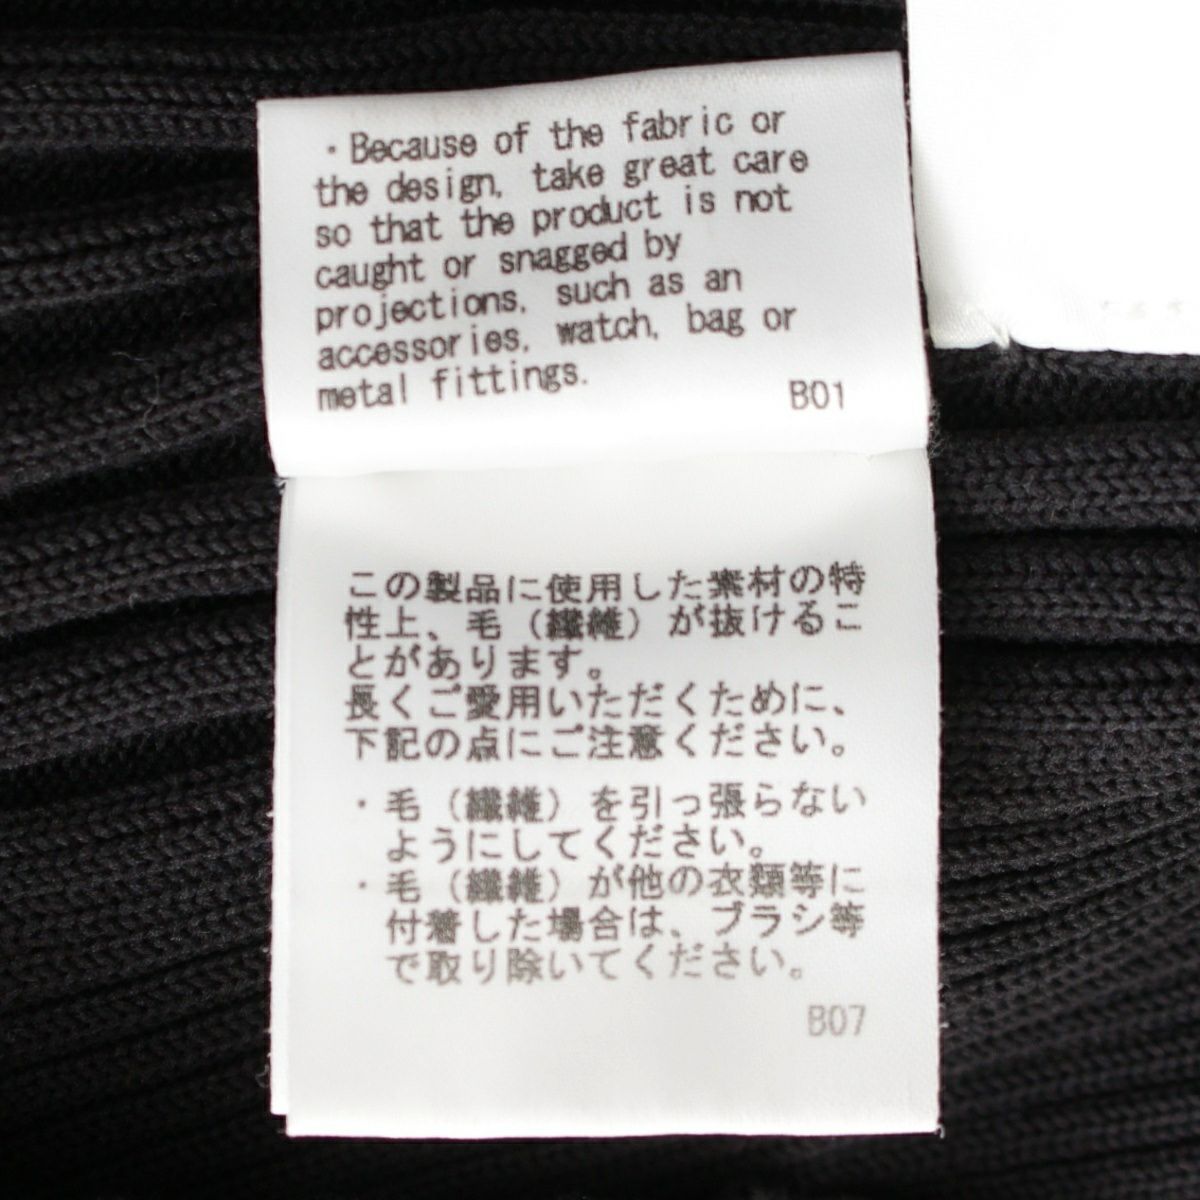 ・Because of the fabric or
the design, take great care
so that the product is not
caught or snagged by
projections, such as an
accessories, watch, bag or
metal fittings.
B01
この製品に使用した素材の特
性上、毛（繊維）が抜けるこ
とがあります。
長くご愛用いただくために、
下記の点にご注意ください。
・毛（繊維）を引っ張らない
ようにしてください。
・毛（繊維）が他の衣類等に
付着した場合は、ブラシ等
で取り除いてください。
B07